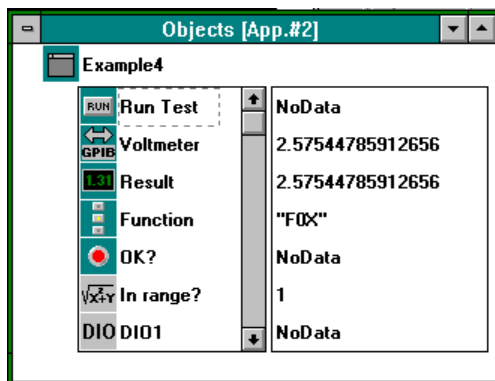 Objects [App.#2]
Example4
RUN Run Test NoData
GPIB Voltmeter 2.57544785912656
1.31 Result 2.57544785912656
Function "F0X"
OK? NoData
√x²+Y In range? 1
DIO DIO1 NoData